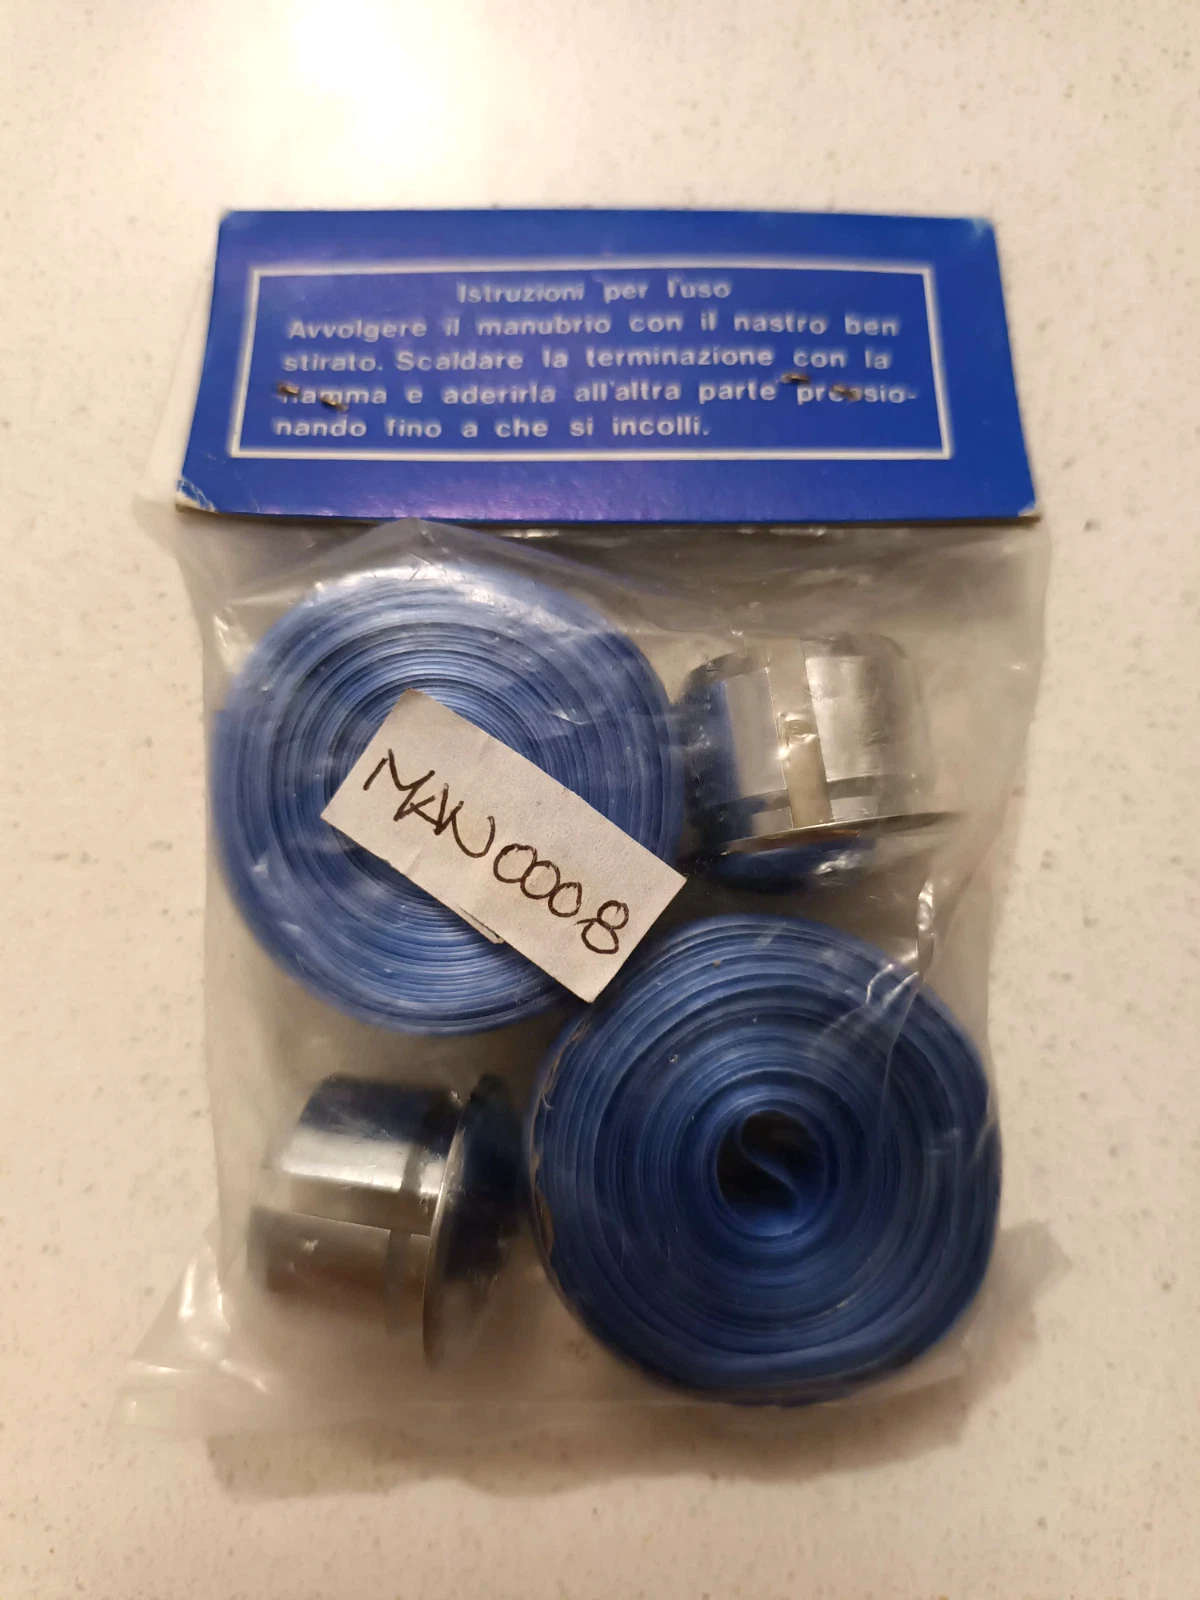 Istruzioni per l'uso
Avvolgere il manubrio con il nastro ben
stirato. Scaldare la terminazione con la
fiamma e aderirla all'altra parte pressio-
nando fino a che si incolli.
MAN0008